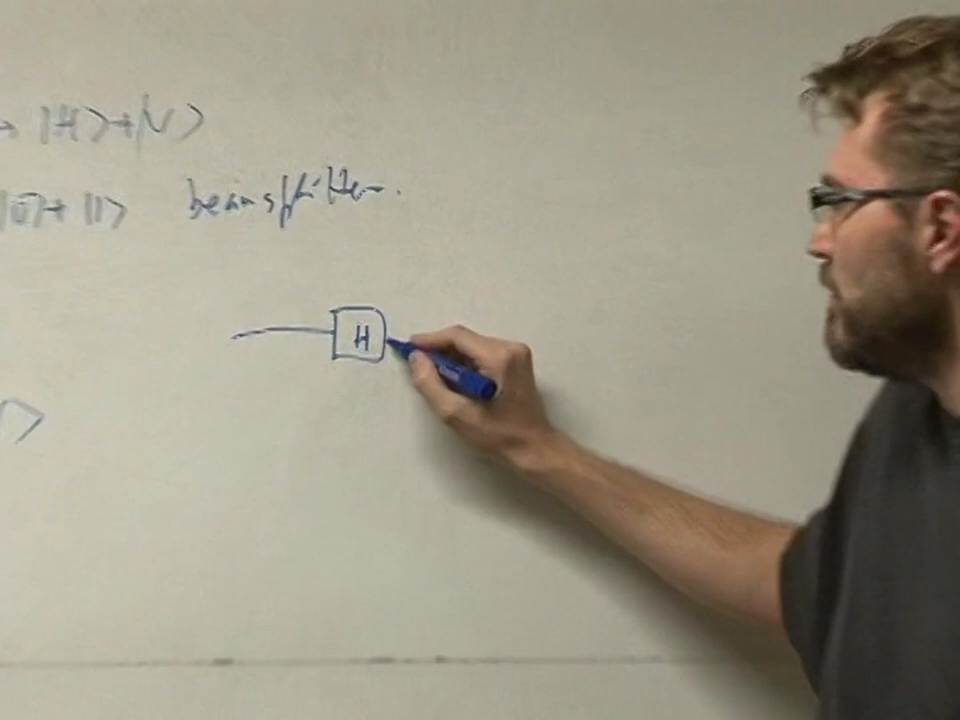 → |H>+|V>
|0>+ |1> beamsplitter.
H
>